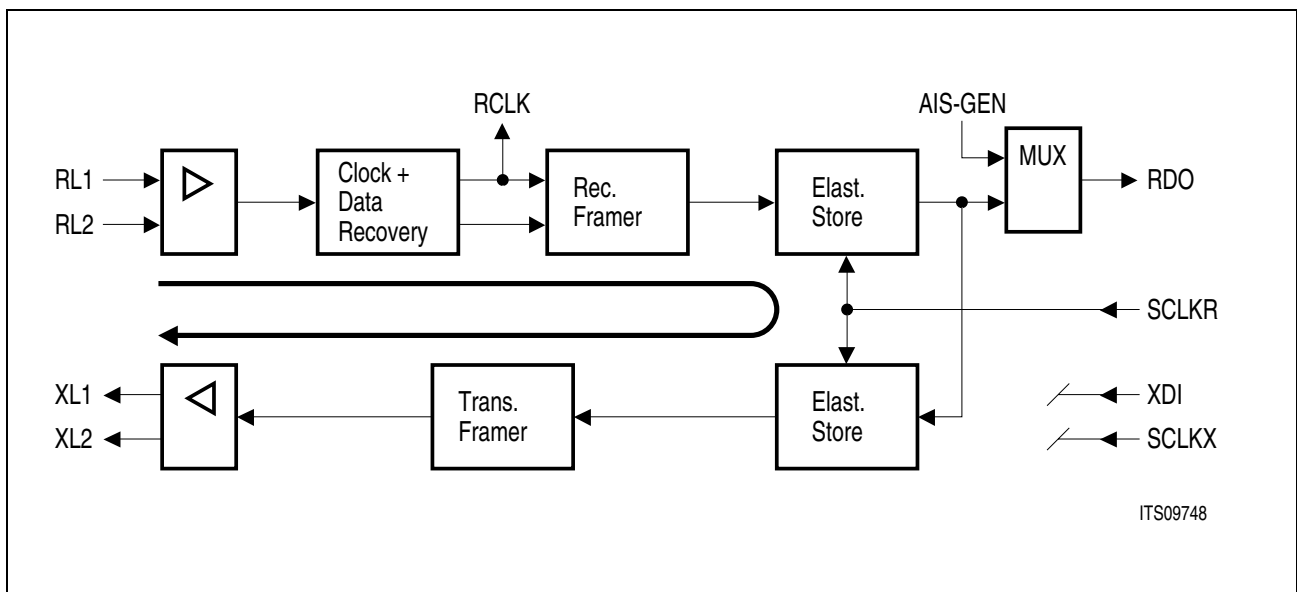 RCLK
AIS-GEN
RL1
RL2
Clock +
Data
Recovery
Rec.
Framer
Elast.
Store
MUX
RDO
SCLKR
XL1
XL2
Trans.
Framer
Elast.
Store
XDI
SCLKX
ITS09748